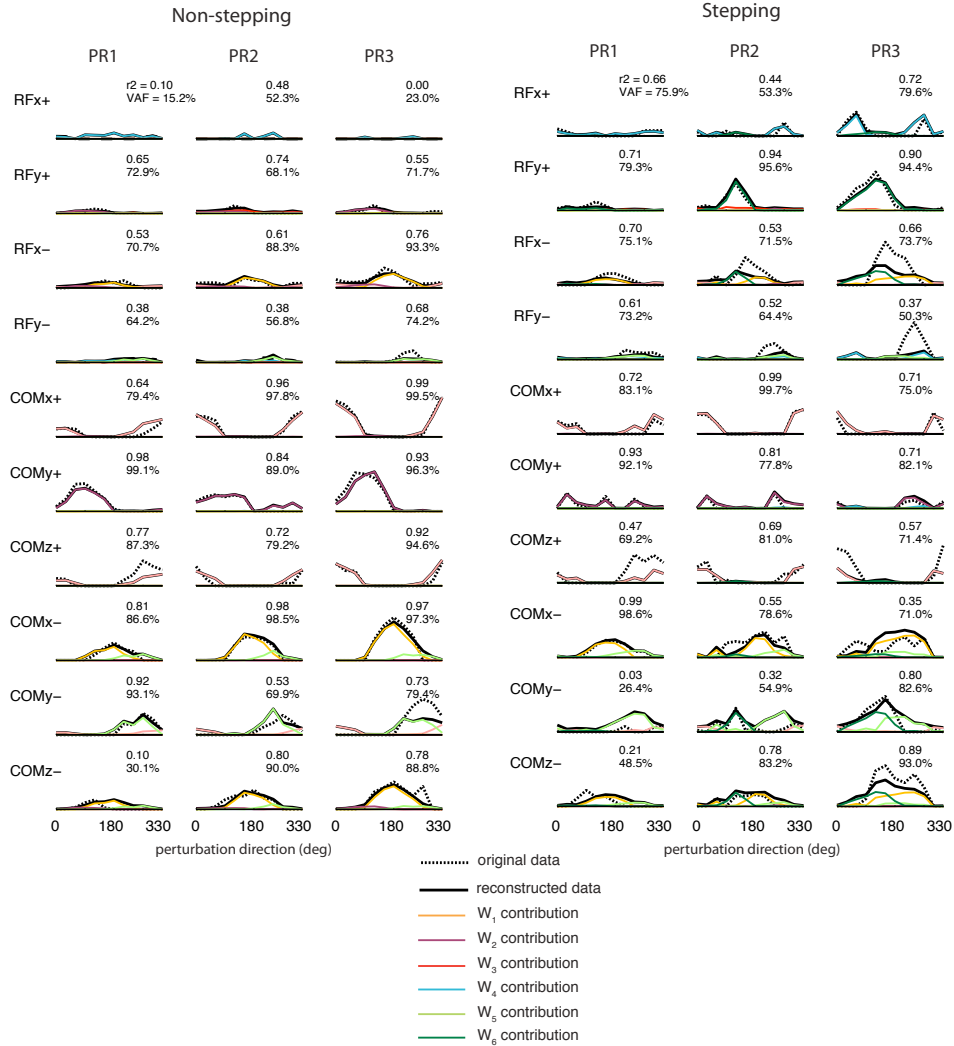 Non-stepping
PR1 PR2 PR3
RFx+ r2 = 0.10 0.48 0.00
VAF = 15.2% 52.3% 23.0%
RFy+ 0.65 0.74 0.55
72.9% 68.1% 71.7%
RFx− 0.53 0.61 0.76
70.7% 88.3% 93.3%
RFy− 0.38 0.38 0.68
64.2% 56.8% 74.2%
COMx+ 0.64 0.96 0.99
79.4% 97.8% 99.5%
COMy+ 0.98 0.84 0.93
99.1% 89.0% 96.3%
COMz+ 0.77 0.72 0.92
87.3% 79.2% 94.6%
COMx− 0.81 0.98 0.97
86.6% 98.5% 97.3%
COMy− 0.92 0.53 0.73
93.1% 69.9% 79.4%
COMz− 0.10 0.80 0.78
30.1% 90.0% 88.8%
0 180 330 0 180 330 0 180 330
perturbation direction (deg)
Stepping
PR1 PR2 PR3
RFx+ r2 = 0.66 0.44 0.72
VAF = 75.9% 53.3% 79.6%
RFy+ 0.71 0.94 0.90
79.3% 95.6% 94.4%
RFx− 0.70 0.53 0.66
75.1% 71.5% 73.7%
RFy− 0.61 0.52 0.37
73.2% 64.4% 50.3%
COMx+ 0.72 0.99 0.71
83.1% 99.7% 75.0%
COMy+ 0.93 0.81 0.71
92.1% 77.8% 82.1%
COMz+ 0.47 0.69 0.57
69.2% 81.0% 71.4%
COMx− 0.99 0.55 0.35
98.6% 78.6% 71.0%
COMy− 0.03 0.32 0.80
26.4% 54.9% 82.6%
COMz− 0.21 0.78 0.89
48.5% 83.2% 93.0%
0 180 330 0 180 330 0 180 330
perturbation direction (deg)
original data
reconstructed data
W1 contribution
W2 contribution
W3 contribution
W4 contribution
W5 contribution
W6 contribution